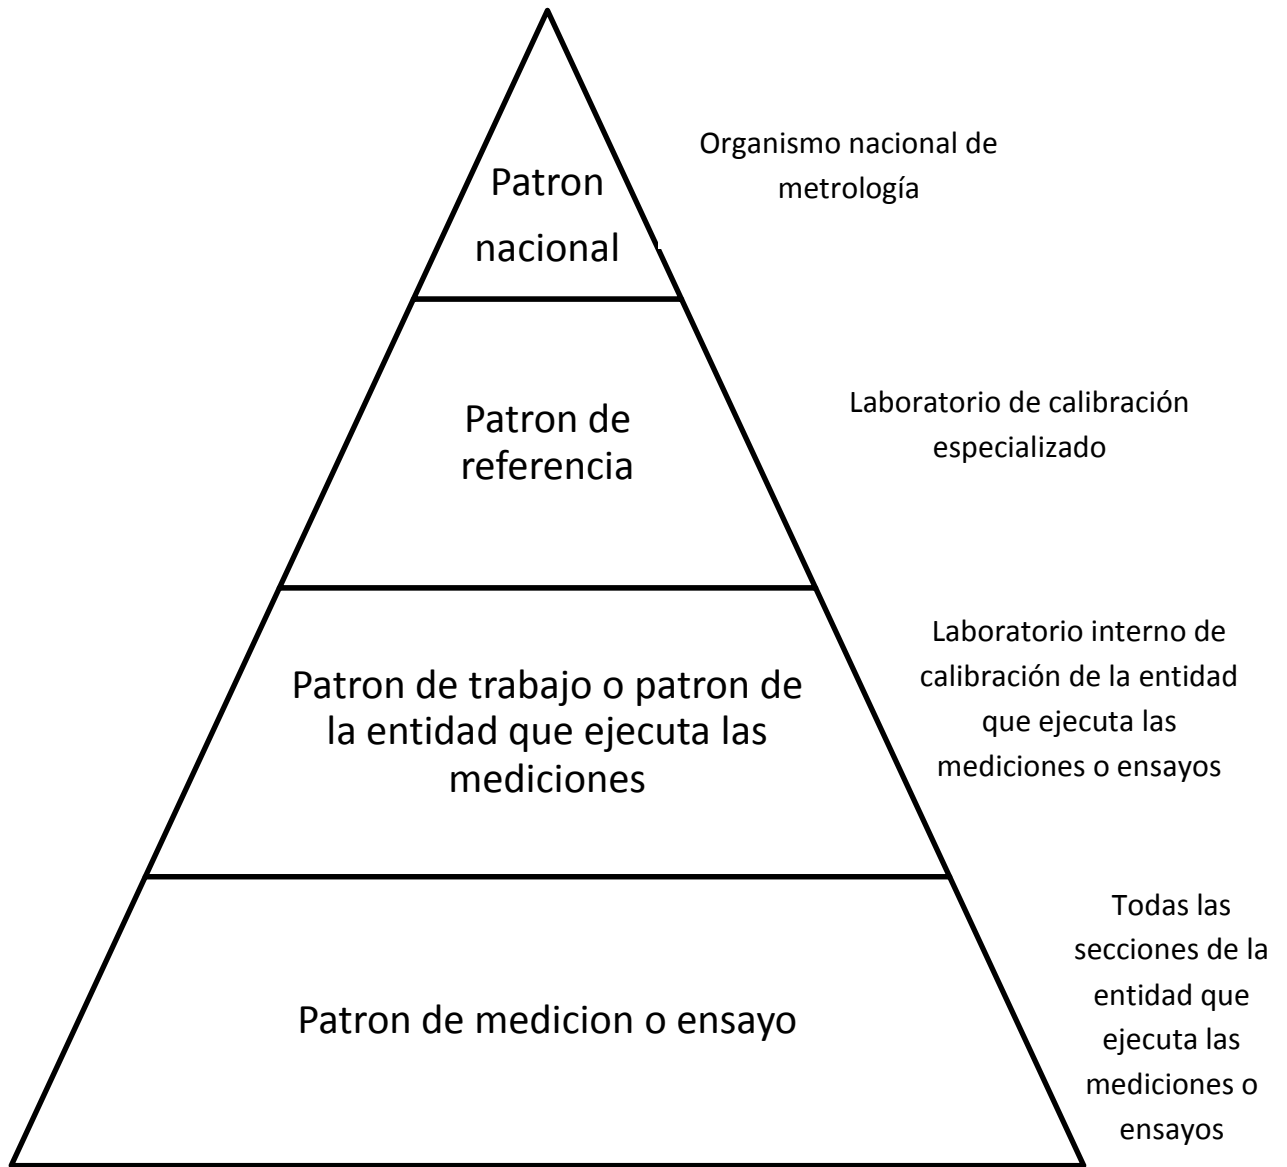 Patron
nacional
Organismo nacional de
metrología
Patron de
referencia
Laboratorio de calibración
especializado
Patron de trabajo o patron de
la entidad que ejecuta las
mediciones
Laboratorio interno de
calibración de la entidad
que ejecuta las
mediciones o ensayos
Patron de medicion o ensayo
Todas las
secciones de la
entidad que
ejecuta las
mediciones o
ensayos